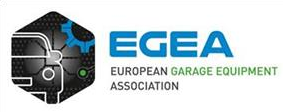 EGEA
EUROPEAN GARAGE EQUIPMENT
ASSOCIATION